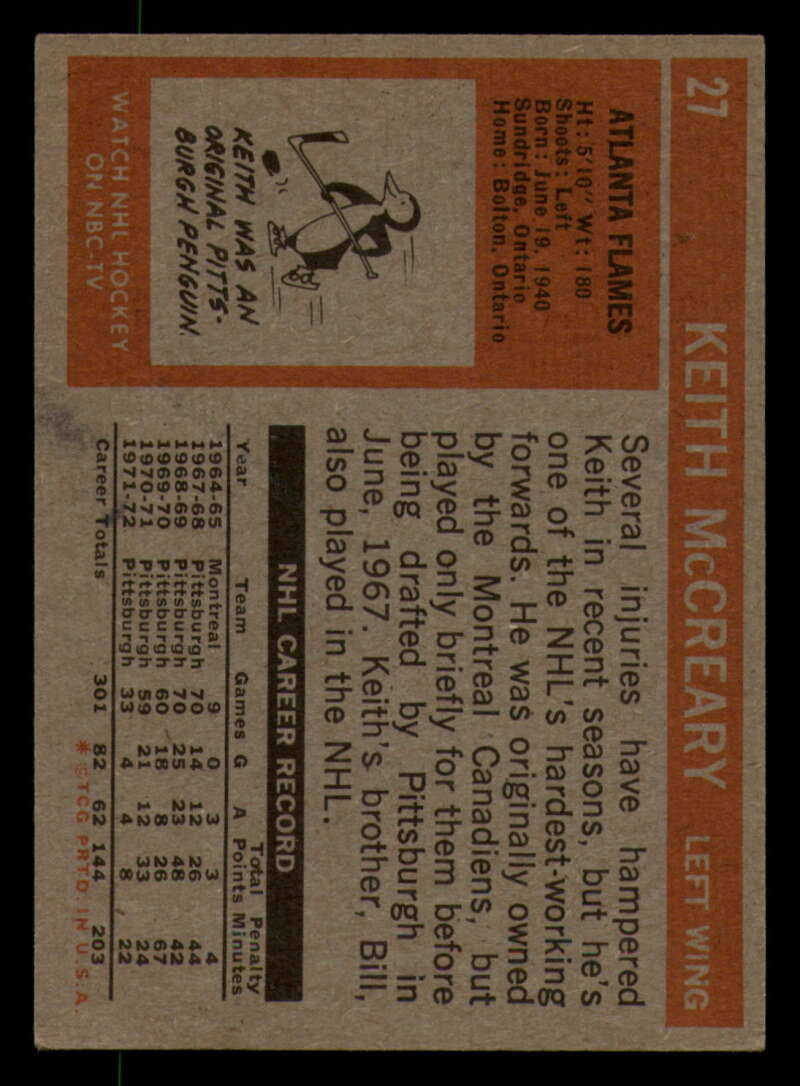 27 KEITH McCREARY LEFT WING
ATLANTA FLAMES
Ht: 5'10" Wt: 180
Shoots: Left
Born: June 19, 1940
Sundridge, Ontario
Home: Bolton, Ontario
KEITH WAS AN
ORIGINAL PITTS-
BURGH PENGUIN.
WATCH NHL HOCKEY
ON NBC-TV
Several injuries have hampered
Keith in recent seasons, but he's
one of the NHL's hardest-working
forwards. He was originally owned
by the Montreal Canadiens, but
played only briefly for them before
being drafted by Pittsburgh in
June, 1967. Keith's brother, Bill,
also played in the NHL.
NHL CAREER RECORD
Total Penalty
Year Team Games G A Points Minutes
1964-65 Montreal 9 0 3 3 4
1967-68 Pittsburgh 70 14 12 26 44
1968-69 Pittsburgh 70 25 23 48 42
1969-70 Pittsburgh 60 18 8 26 67
1970-71 Pittsburgh 59 21 12 33 24
1971-72 Pittsburgh 33 4 4 8 22
Career Totals 301 82 62 144 203
* © TCG PRTD. IN U.S.A.